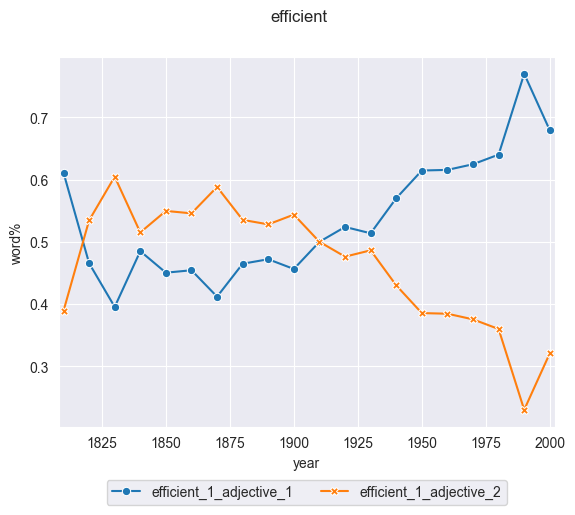 efficient
word%
0.7
0.6
0.5
0.4
0.3
1825 1850 1875 1900 1925 1950 1975 2000
year
efficient_1_adjective_1 efficient_1_adjective_2